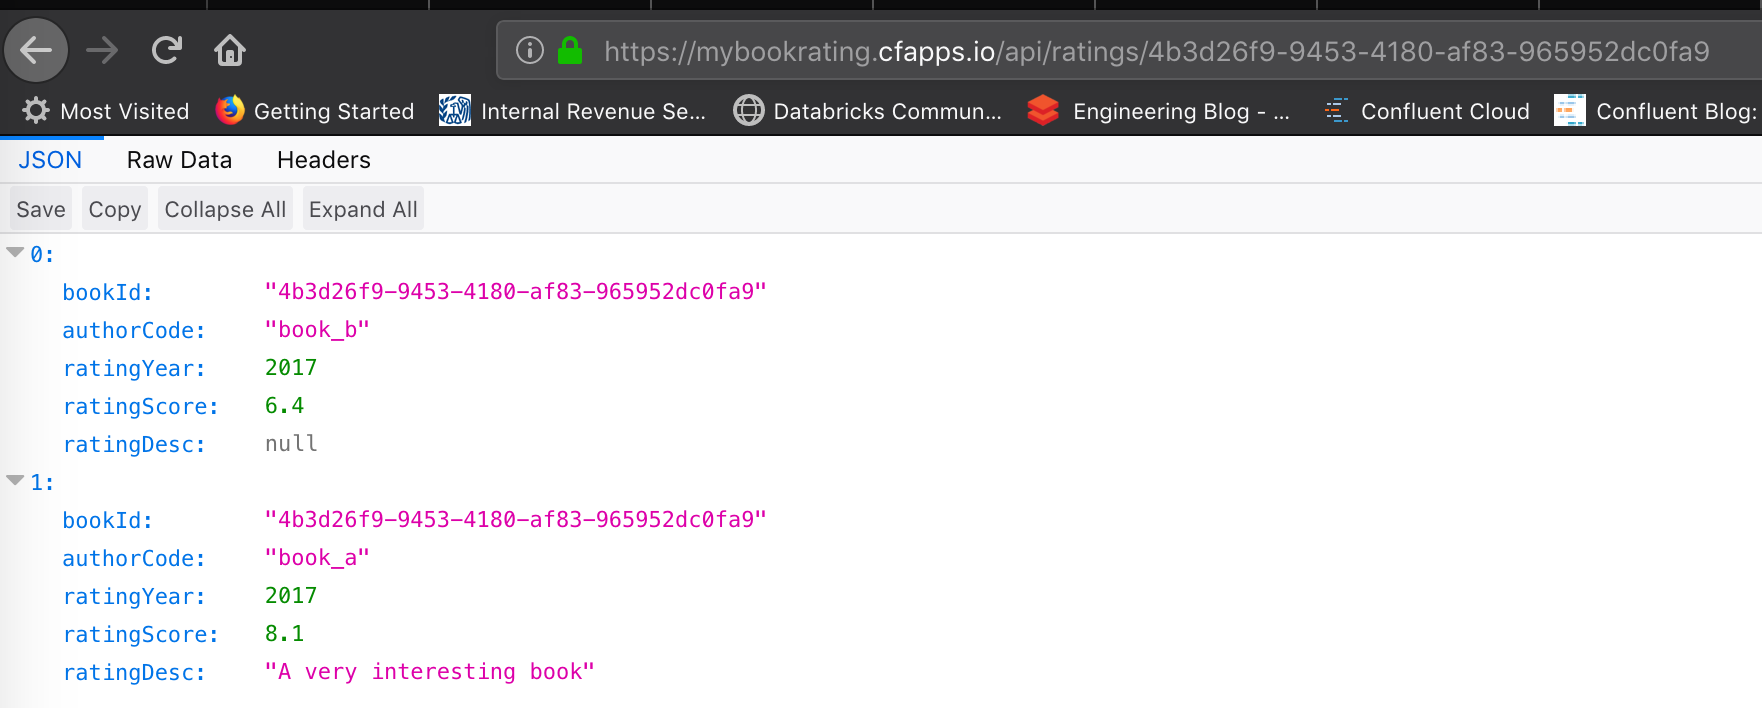 https://mybookrating.cfapps.io/api/ratings/4b3d26f9-9453-4180-af83-965952dc0fa9
Most Visited Getting Started Internal Revenue Se... Databricks Commun... Engineering Blog - ... Confluent Cloud Confluent Blog:
JSON Raw Data Headers
Save Copy Collapse All Expand All
0:
bookId: "4b3d26f9-9453-4180-af83-965952dc0fa9"
authorCode: "book_b"
ratingYear: 2017
ratingScore: 6.4
ratingDesc: null
1:
bookId: "4b3d26f9-9453-4180-af83-965952dc0fa9"
authorCode: "book_a"
ratingYear: 2017
ratingScore: 8.1
ratingDesc: "A very interesting book"